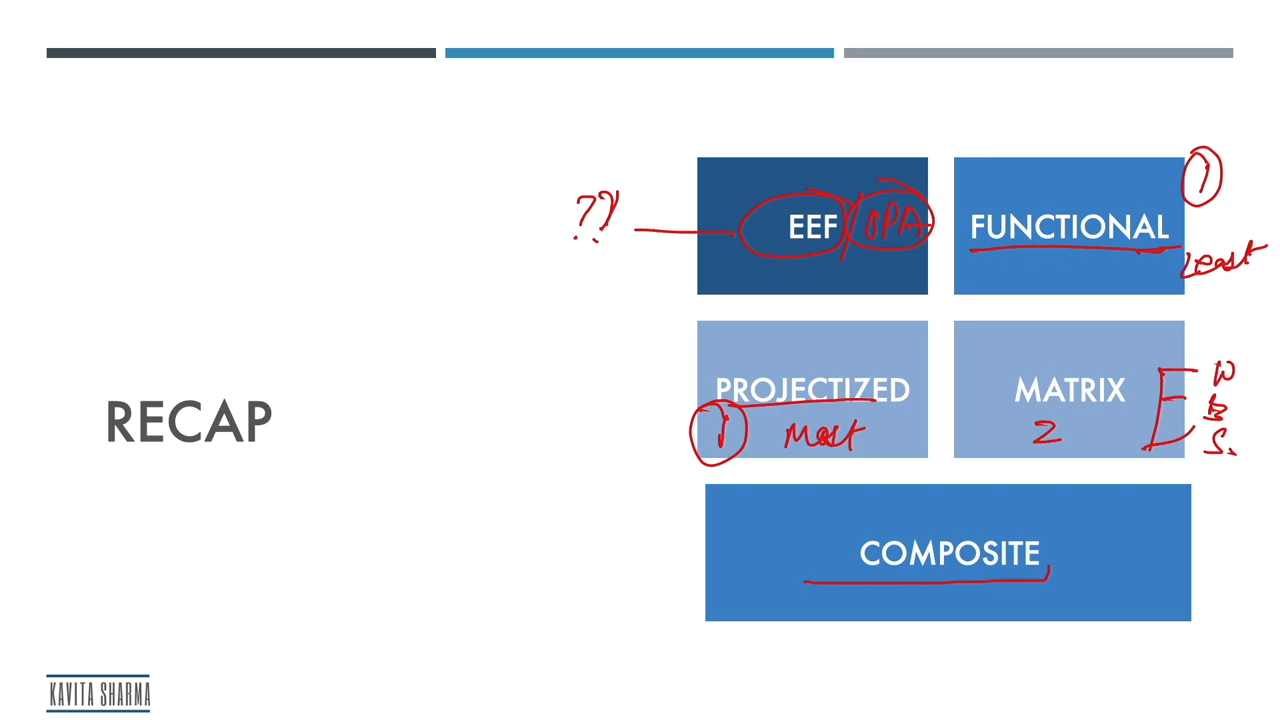 ??
EEF / OPA
FUNCTIONAL
1
Least
PROJECTIZED
1 Most
MATRIX
2
W
B
S.
RECAP
COMPOSITE
KAVITA SHARMA